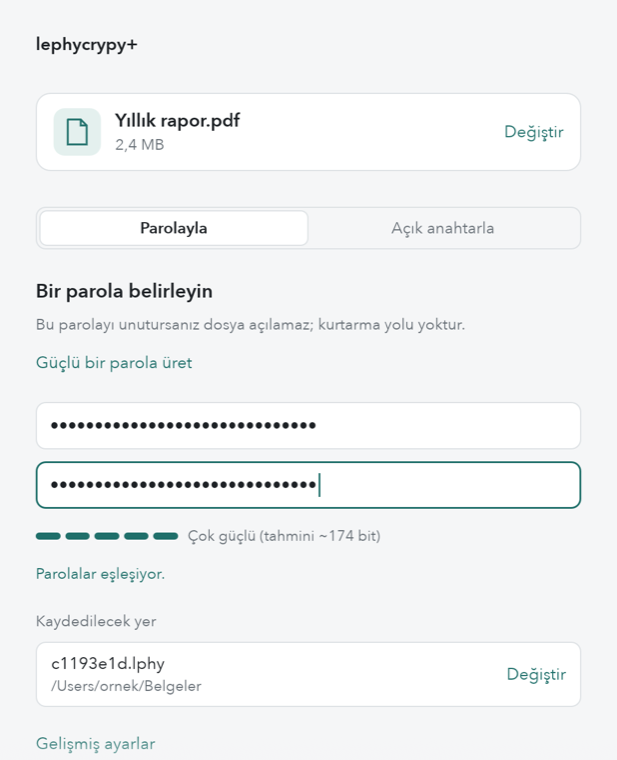 lephycrypy+
Yıllık rapor.pdf
2,4 MB
Değiştir
Parolayla
Açık anahtarla
Bir parola belirleyin
Bu parolayı unutursanız dosya açılamaz; kurtarma yolu yoktur.
Güçlü bir parola üret
••••••••••••••••••••••••••••••
••••••••••••••••••••••••••••••
Çok güçlü (tahmini ~174 bit)
Parolalar eşleşiyor.
Kaydedilecek yer
c1193e1d.lphy
/Users/ornek/Belgeler
Değiştir
Gelişmiş ayarlar